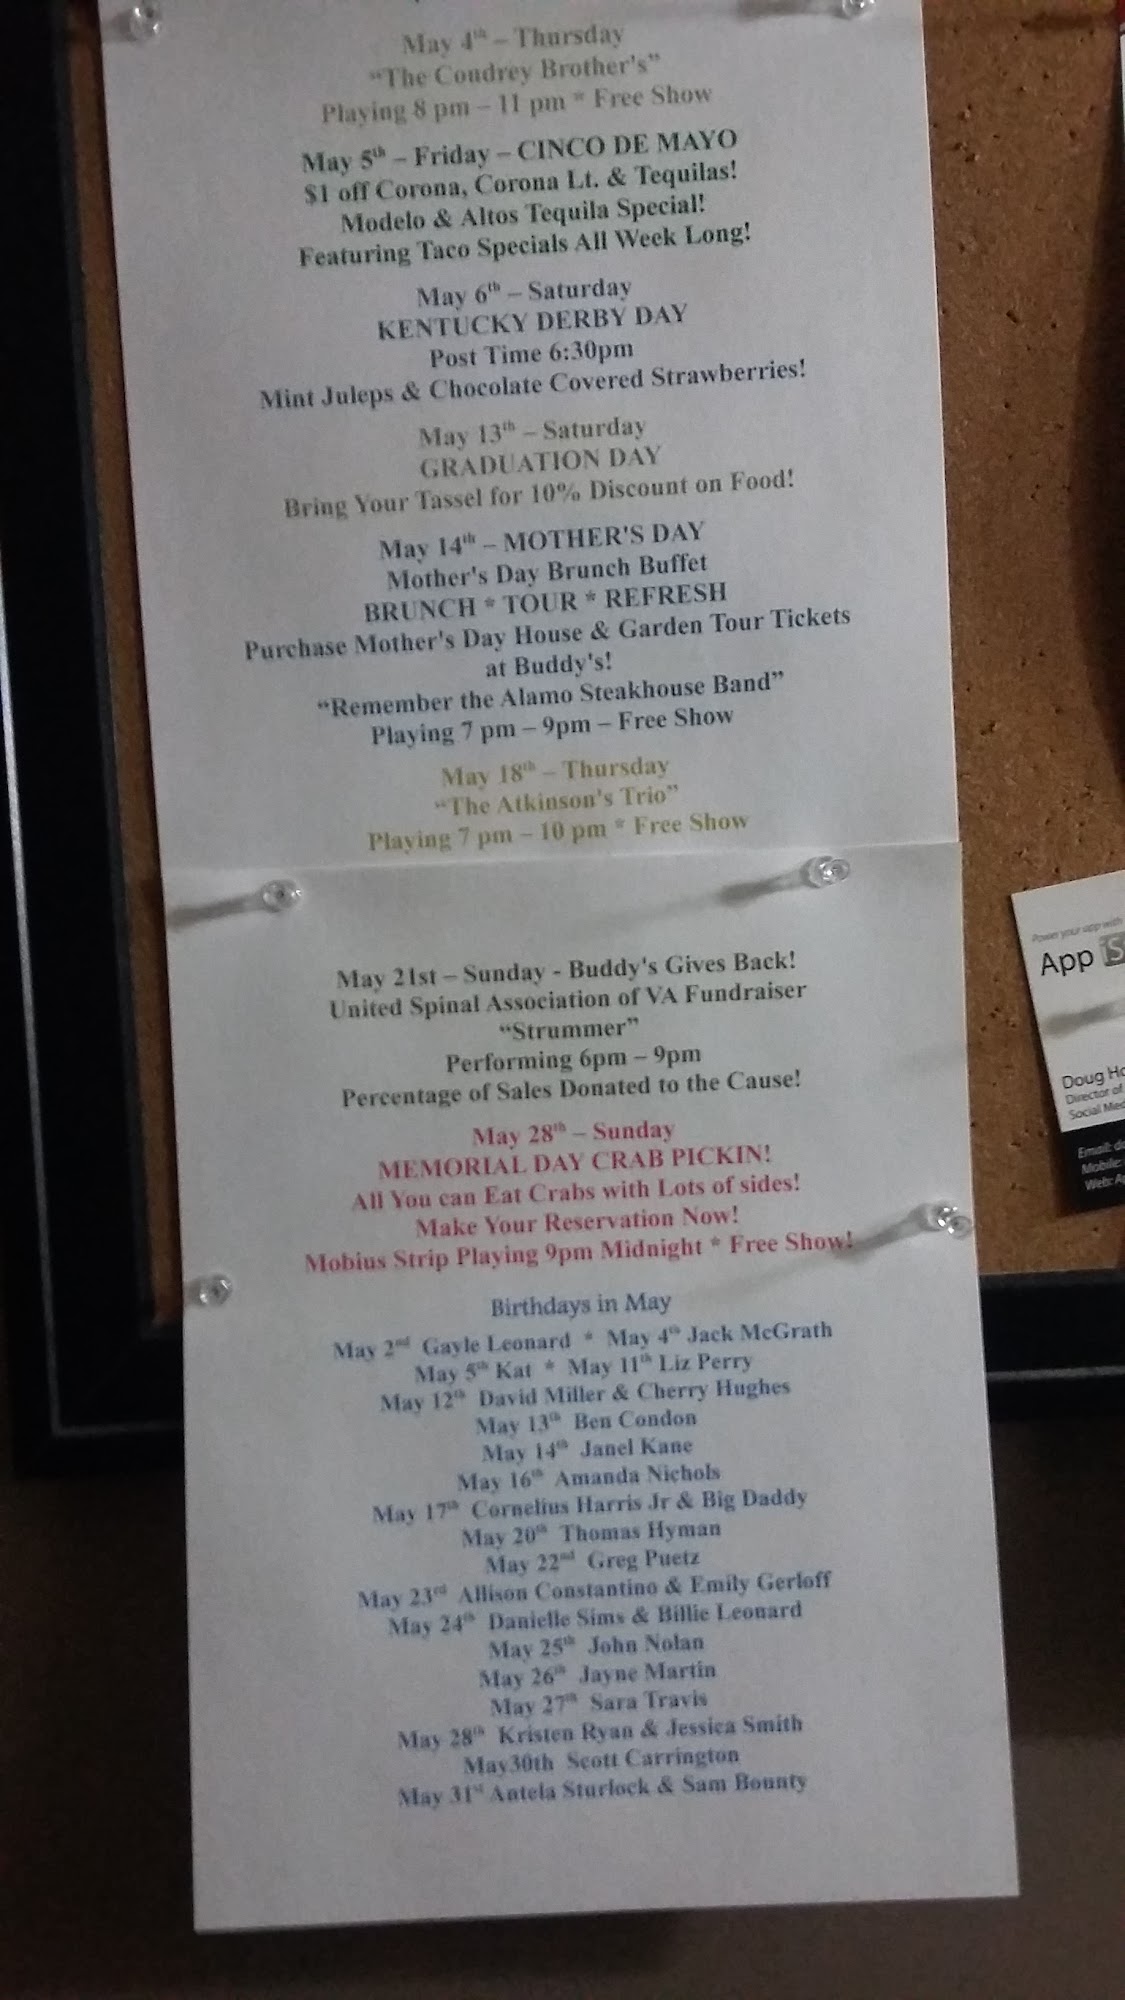 May 4th – Thursday
“The Condrey Brother's”
Playing 8 pm – 11 pm * Free Show
May 5th – Friday – CINCO DE MAYO
$1 off Corona, Corona Lt. & Tequilas!
Modelo & Altos Tequila Special!
Featuring Taco Specials All Week Long!
May 6th – Saturday
KENTUCKY DERBY DAY
Post Time 6:30pm
Mint Juleps & Chocolate Covered Strawberries!
May 13th – Saturday
GRADUATION DAY
Bring Your Tassel for 10% Discount on Food!
May 14th – MOTHER'S DAY
Mother's Day Brunch Buffet
BRUNCH * TOUR * REFRESH
Purchase Mother's Day House & Garden Tour Tickets
at Buddy's!
“Remember the Alamo Steakhouse Band”
Playing 7 pm – 9pm – Free Show
May 18th – Thursday
“The Atkinson's Trio”
Playing 7 pm – 10 pm * Free Show
May 21st – Sunday - Buddy's Gives Back!
United Spinal Association of VA Fundraiser
“Strummer”
Performing 6pm – 9pm
Percentage of Sales Donated to the Cause!
May 28th – Sunday
MEMORIAL DAY CRAB PICKIN!
All You can Eat Crabs with Lots of sides!
Make Your Reservation Now!
Mobius Strip Playing 9pm Midnight * Free Show!
Birthdays in May
May 2nd Gayle Leonard * May 4th Jack McGrath
May 5th Kat * May 11th Liz Perry
May 12th David Miller & Cherry Hughes
May 13th Ben Condon
May 14th Janel Kane
May 16th Amanda Nichols
May 17th Cornelius Harris Jr & Big Daddy
May 20th Thomas Hyman
May 22nd Greg Puetz
May 23rd Allison Constantino & Emily Gerloff
May 24th Danielle Sims & Billie Leonard
May 25th John Nolan
May 26th Jayne Martin
May 27th Sara Travis
May 28th Kristen Ryan & Jessica Smith
May30th Scott Carrington
May 31st Antela Sturlock & Sam Bounty
Power your app with
App iS
Doug
Director of
Social
Email:
Mobile:
Web: